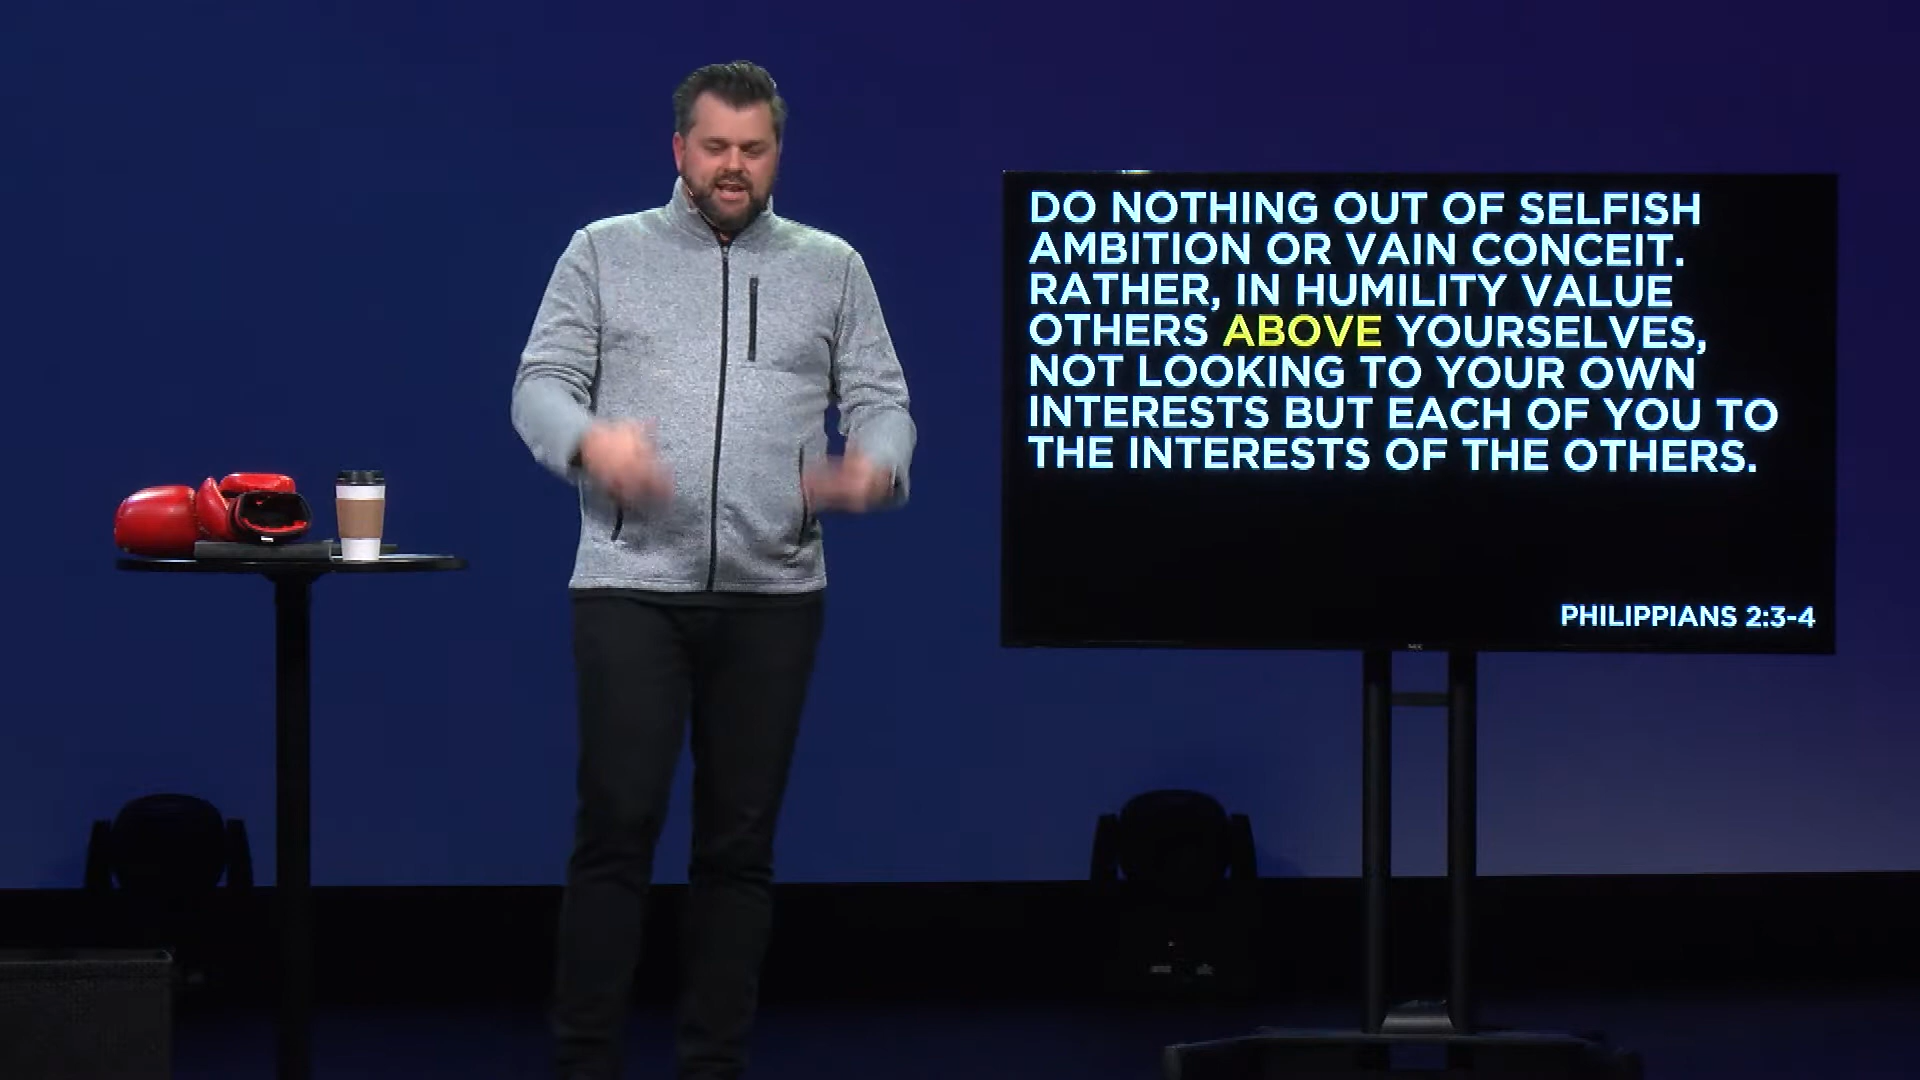 DO NOTHING OUT OF SELFISH
AMBITION OR VAIN CONCEIT.
RATHER, IN HUMILITY VALUE
OTHERS ABOVE YOURSELVES,
NOT LOOKING TO YOUR OWN
INTERESTS BUT EACH OF YOU TO
THE INTERESTS OF THE OTHERS.
PHILIPPIANS 2:3-4